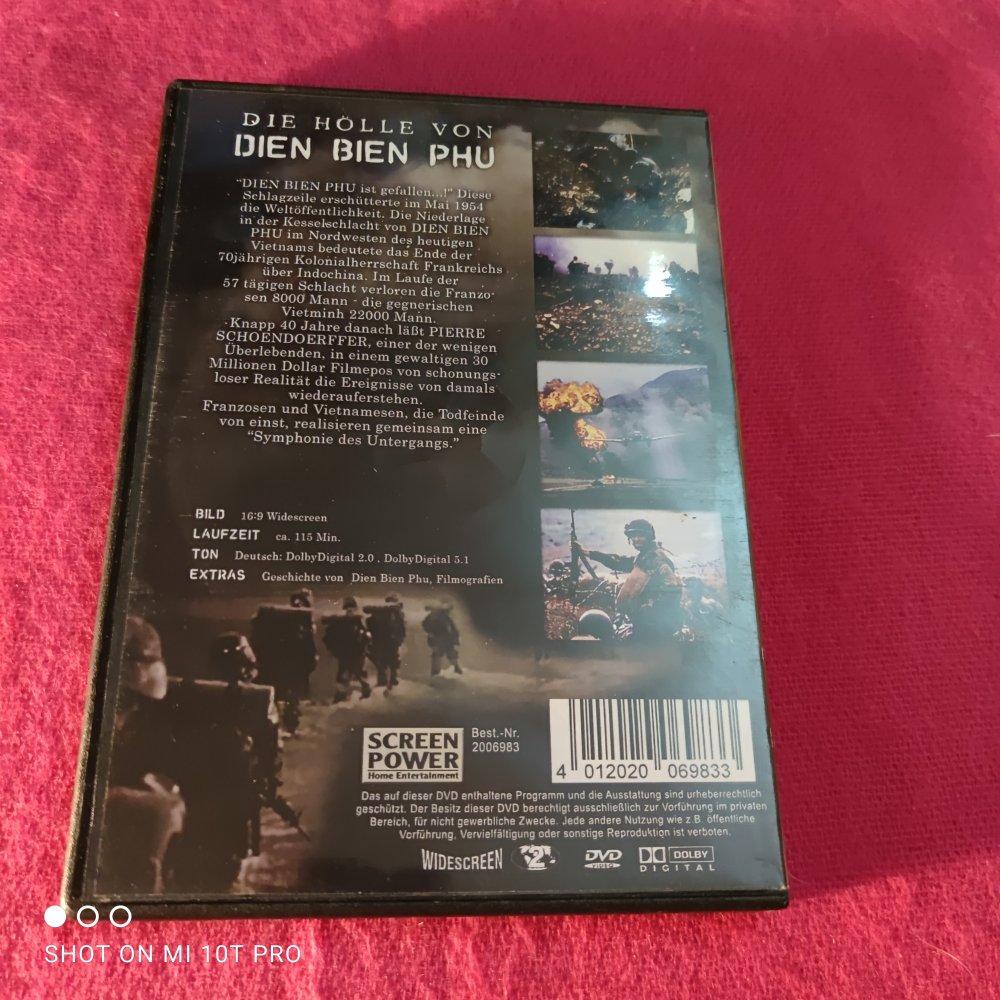 DIE HÖLLE VON
DIEN BIEN PHU
"DIEN BIEN PHU ist gefallen...!" Diese
Schlagzeile erschütterte im Mai 1954
die Weltöffentlichkeit. Die Niederlage
in der Kesselschlacht von DIEN BIEN
PHU im Nordwesten des heutigen
Vietnams bedeutete das Ende der
70jährigen Kolonialherrschaft Frankreichs
über Indochina. Im Laufe der
57 tägigen Schlacht verloren die Franzo-
sen 8000 Mann - die gegnerischen
Vietminh 22000 Mann.
Knapp 40 Jahre danach läßt PIERRE
SCHOENDOERFFER, einer der wenigen
Überlebenden, in einem gewaltigen 30
Millionen Dollar Filmepos von schonungs-
loser Realität die Ereignisse von damals
wiederauferstehen.
Franzosen und Vietnamesen, die Todfeinde
von einst, realisieren gemeinsam eine
"Symphonie des Untergangs."
BILD 16:9 Widescreen
LAUFZEIT ca. 115 Min.
TON Deutsch: DolbyDigital 2.0 , DolbyDigital 5.1
EXTRAS Geschichte von Dien Bien Phu, Filmografien
SCREEN
POWER
Home Entertainment
Best.-Nr.
2006983
4 012020 069833
Das auf dieser DVD enthaltene Programm und die Ausstattung sind urheberrechtlich
geschützt. Der Besitz dieser DVD berechtigt ausschließlich zur Vorführung im privaten
Bereich, für nicht gewerbliche Zwecke. Jede andere Nutzung wie z.B. öffentliche
Vorführung, Vervielfältigung oder sonstige Reproduktion ist verboten.
WIDESCREEN 2 DVD VIDEO DOLBY DIGITAL
SHOT ON MI 10T PRO